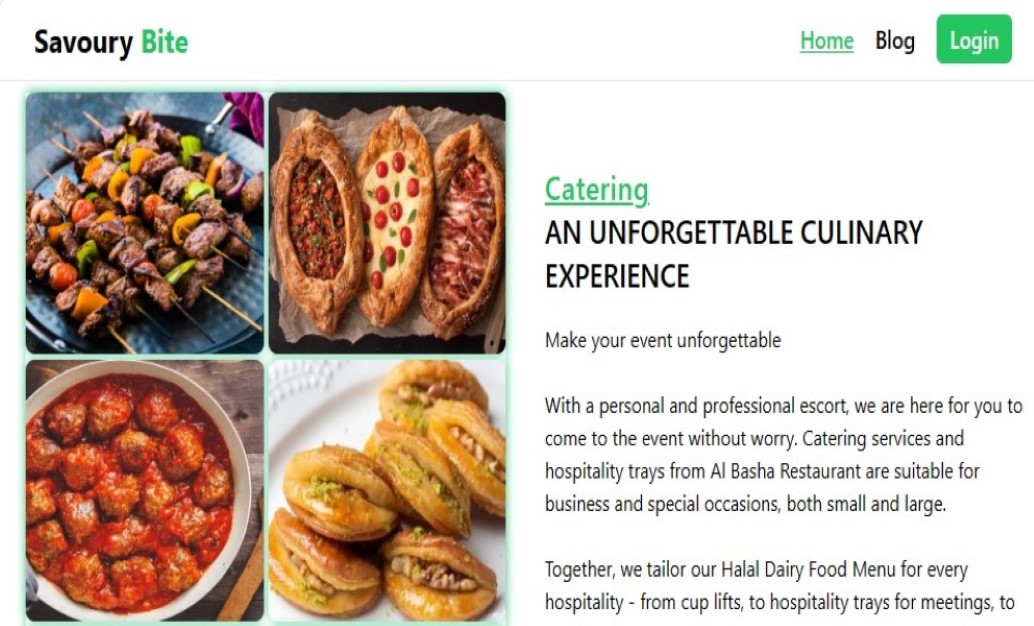 Savoury Bite
Home Blog Login
Catering
AN UNFORGETTABLE CULINARY
EXPERIENCE
Make your event unforgettable
With a personal and professional escort, we are here for you to
come to the event without worry. Catering services and
hospitality trays from Al Basha Restaurant are suitable for
business and special occasions, both small and large.
Together, we tailor our Halal Dairy Food Menu for every
hospitality - from cup lifts, to hospitality trays for meetings, to